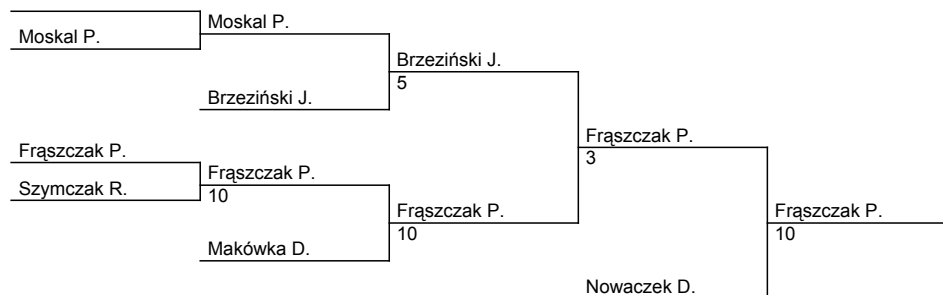 Moskal P.
Moskal P.
Brzeziński J.
5
Brzeziński J.
Frąszczak P.
3
Frąszczak P.
Szymczak R.
Frąszczak P.
10
Frąszczak P.
10
Makówka D.
Frąszczak P.
10
Nowaczek D.